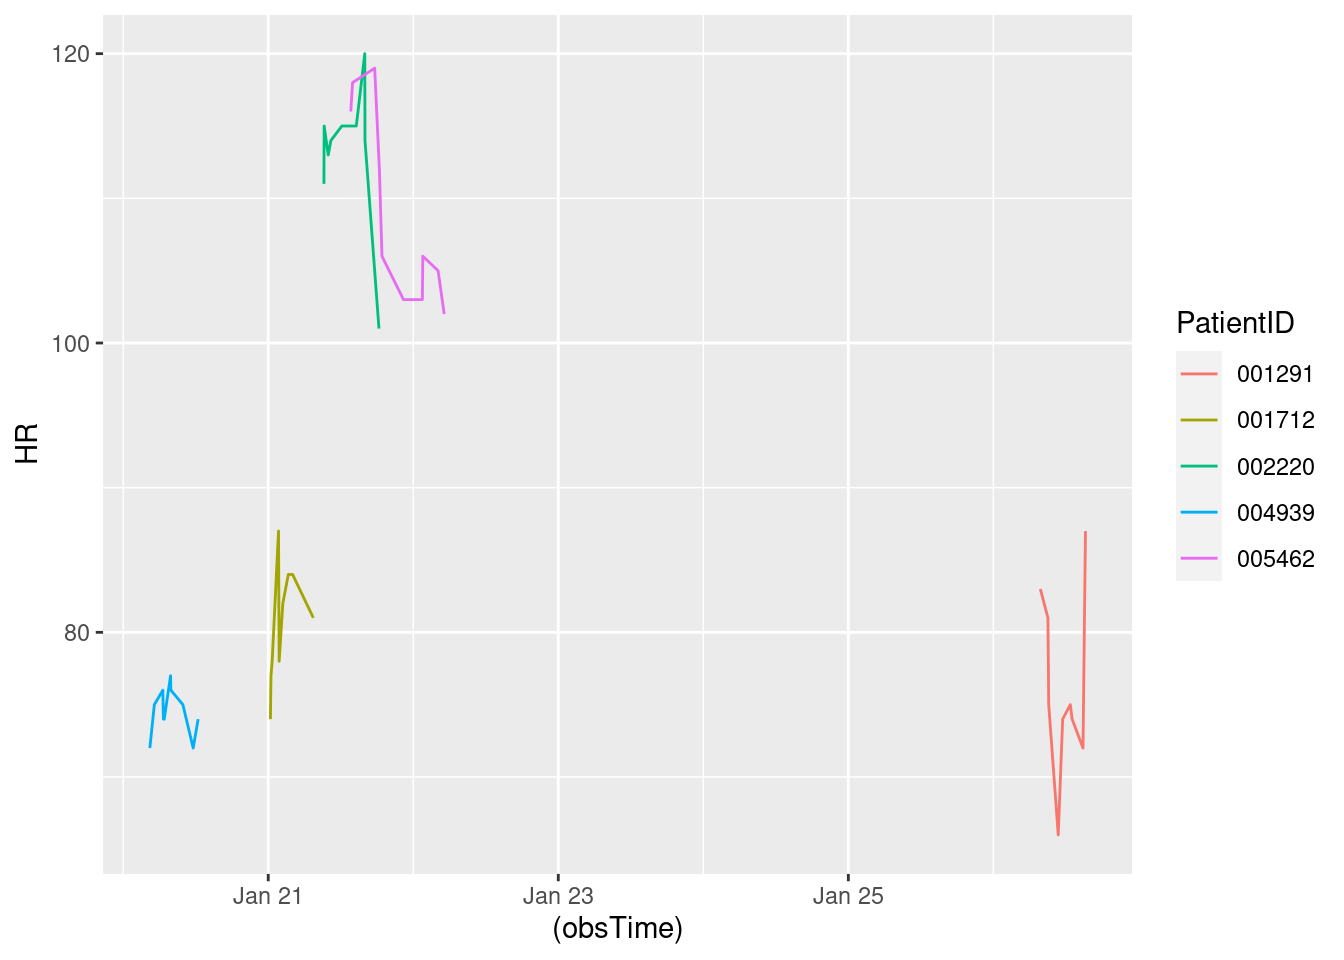 120
100
80
HR
Jan 21
Jan 23
Jan 25
(obsTime)
PatientID
001291
001712
002220
004939
005462